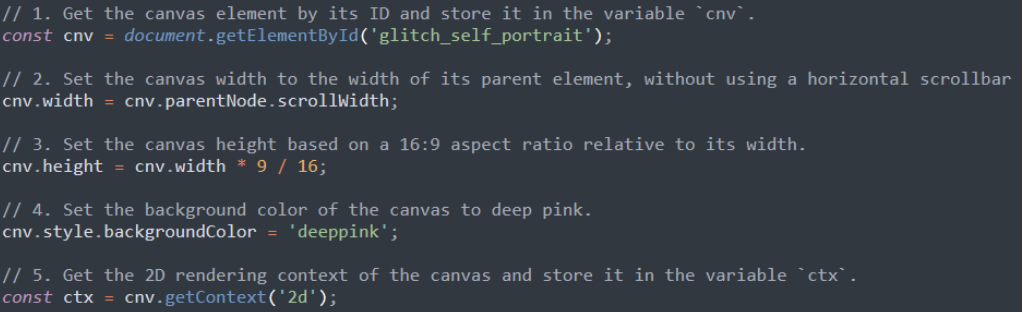 // 1. Get the canvas element by its ID and store it in the variable `cnv`.
const cnv = document.getElementById('glitch_self_portrait');
// 2. Set the canvas width to the width of its parent element, without using a horizontal scrollbar
cnv.width = cnv.parentNode.scrollWidth;
// 3. Set the canvas height based on a 16:9 aspect ratio relative to its width.
cnv.height = cnv.width * 9 / 16;
// 4. Set the background color of the canvas to deep pink.
cnv.style.backgroundColor = 'deeppink';
// 5. Get the 2D rendering context of the canvas and store it in the variable `ctx`.
const ctx = cnv.getContext('2d');